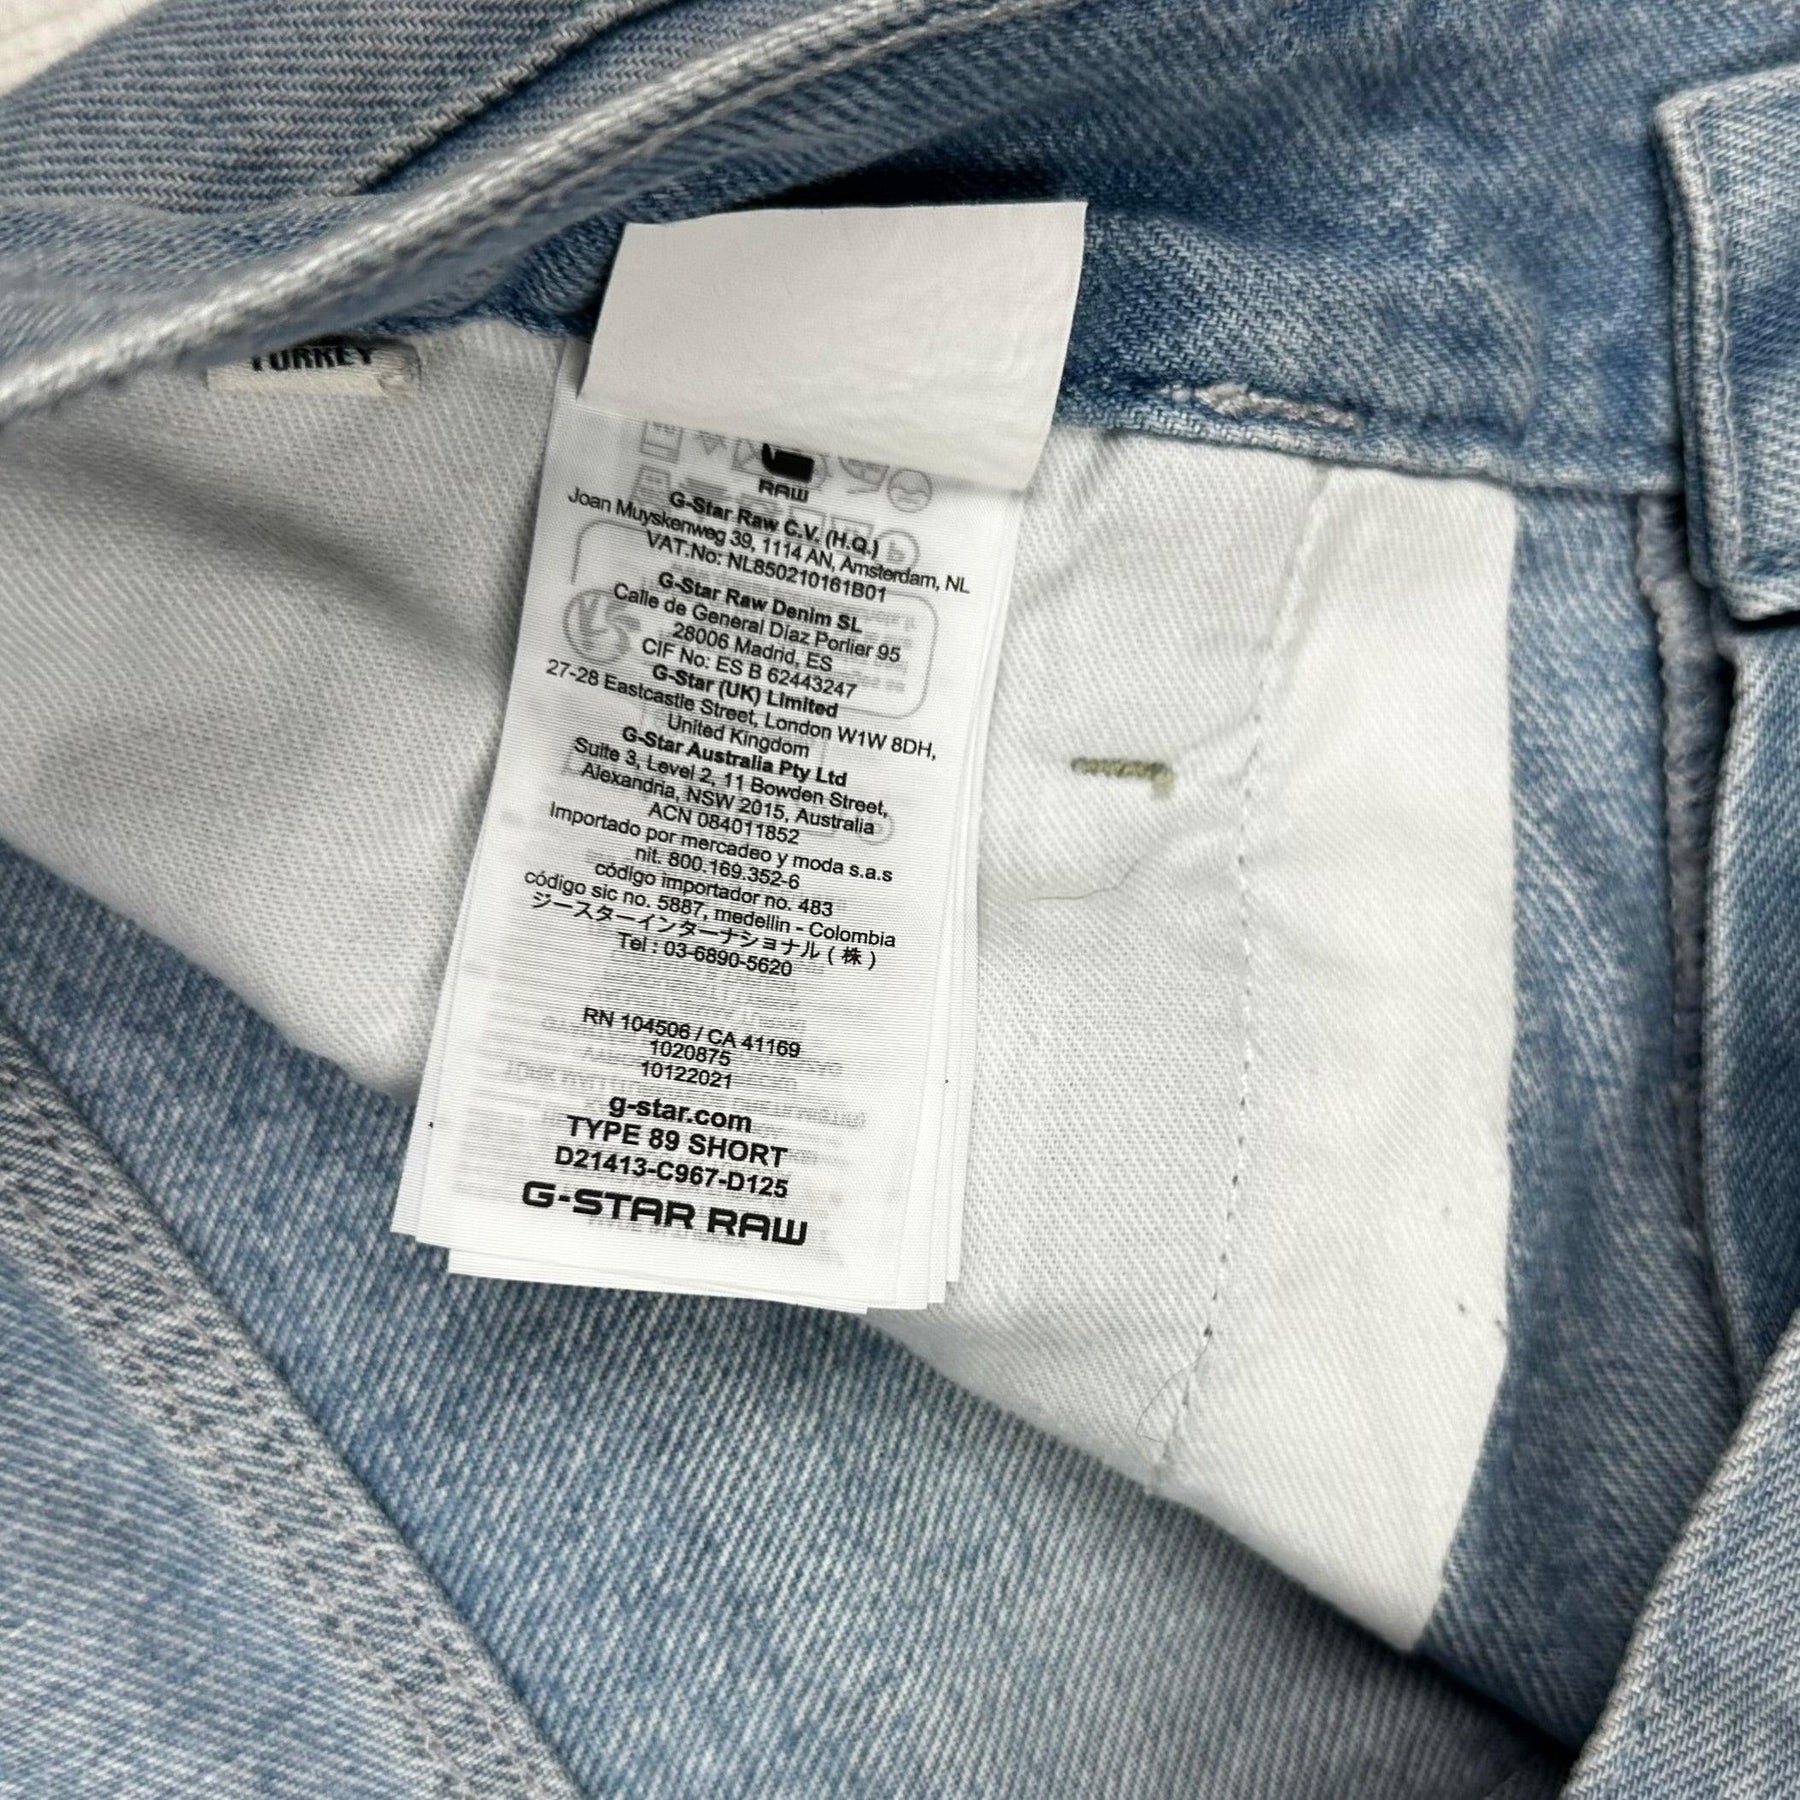 TURKEY
RAW
G-Star Raw C.V. (H.Q.)
Joan Muyskenweg 39, 1114 AN, Amsterdam, NL
VAT.No: NL850210161B01
G-Star Raw Denim SL
Calle de General Díaz Porlier 95
28006 Madrid, ES
CIF No: ES B 62443247
G-Star (UK) Limited
27-28 Eastcastle Street, London W1W 8DH,
United Kingdom
G-Star Australia Pty Ltd
Suite 3, Level 2, 11 Bowden Street,
Alexandria, NSW 2015, Australia
ACN 084011852
Importado por mercadeo y moda s.a.s
nit. 800.169.352-6
código importador no. 483
código sic no. 5887, medellin - Colombia
ジースターインターナショナル (株)
Tel : 03-6890-5620
RN 104506 / CA 41169
1020875
10122021
g-star.com
TYPE 89 SHORT
D21413-C967-D125
G-STAR RAW